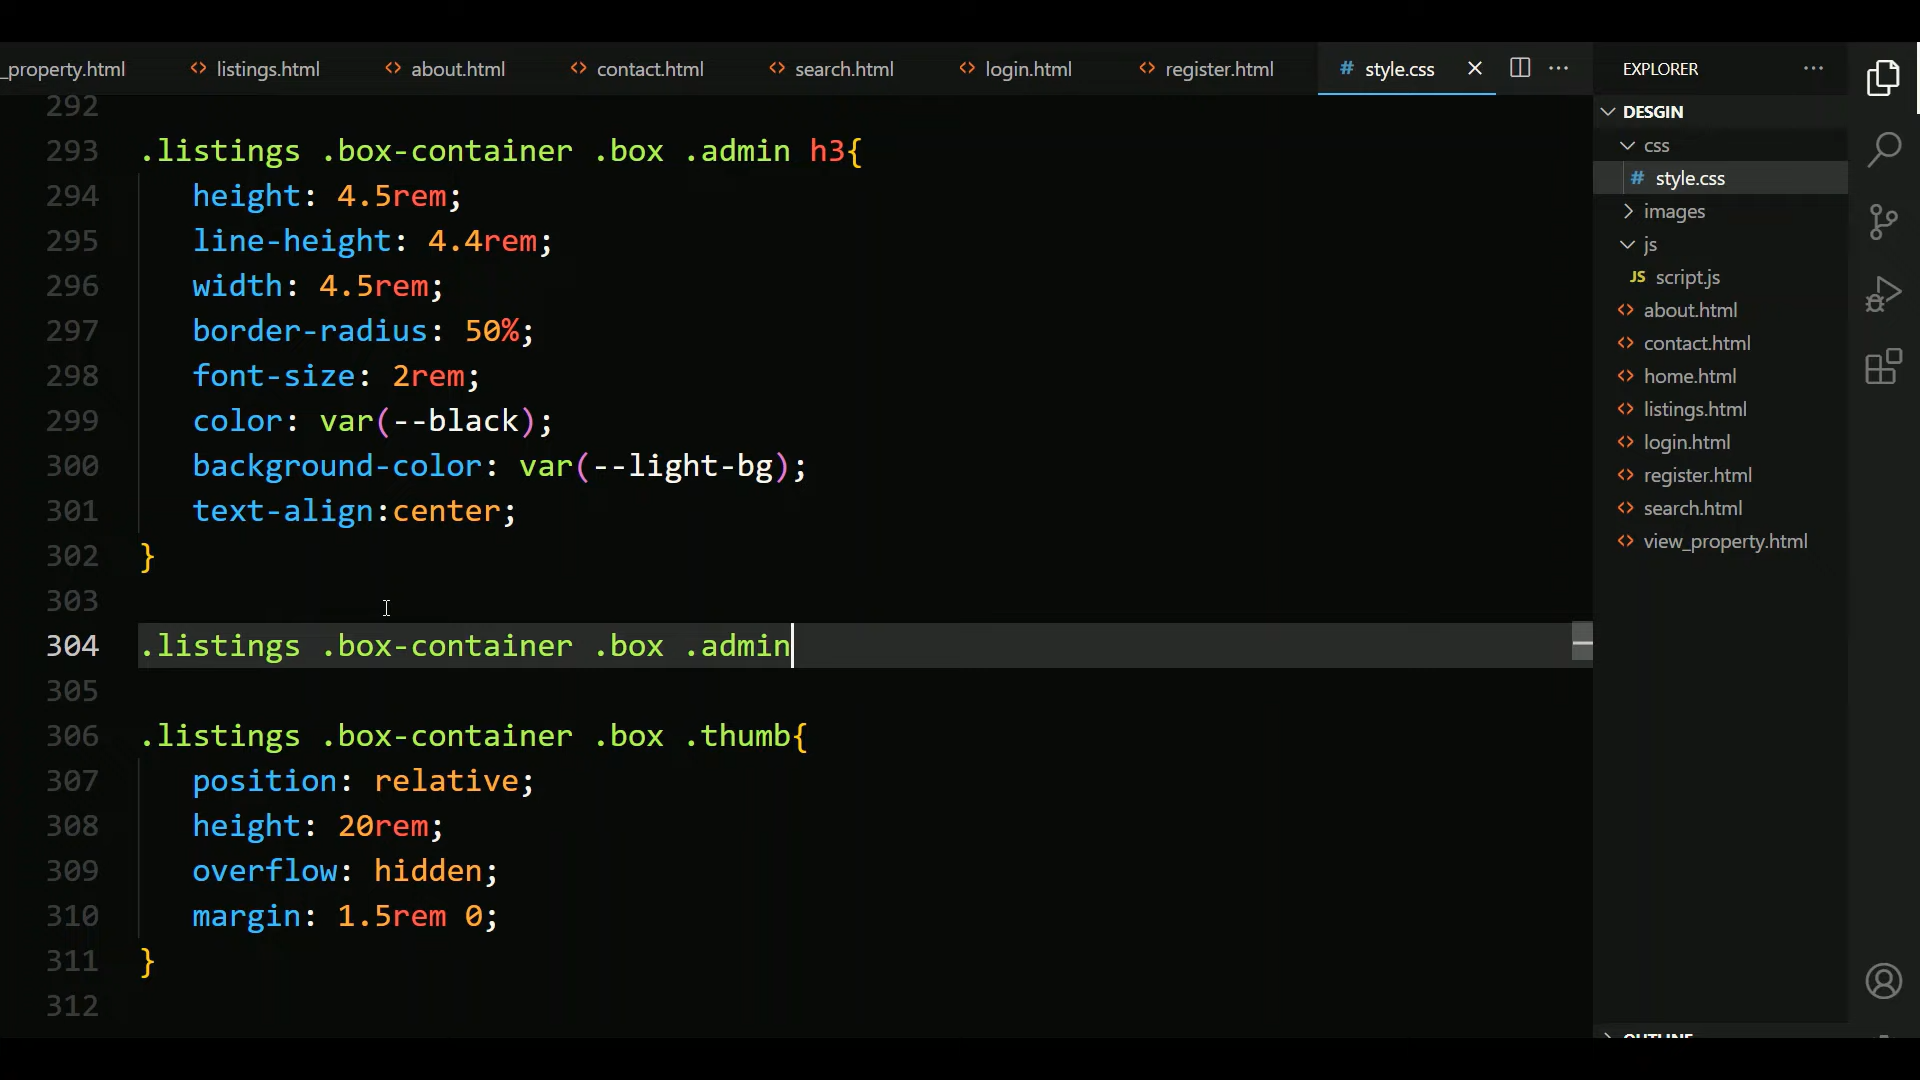 _property.html listings.html about.html contact.html search.html login.html register.html # style.css
EXPLORER
DESGIN
css
# style.css
images
js
JS script.js
about.html
contact.html
home.html
listings.html
login.html
register.html
search.html
view_property.html
292
293 .listings .box-container .box .admin h3{
294 height: 4.5rem;
295 line-height: 4.4rem;
296 width: 4.5rem;
297 border-radius: 50%;
298 font-size: 2rem;
299 color: var(--black);
300 background-color: var(--light-bg);
301 text-align:center;
302 }
303
304 .listings .box-container .box .admin
305
306 .listings .box-container .box .thumb{
307 position: relative;
308 height: 20rem;
309 overflow: hidden;
310 margin: 1.5rem 0;
311 }
312
OUTLINE